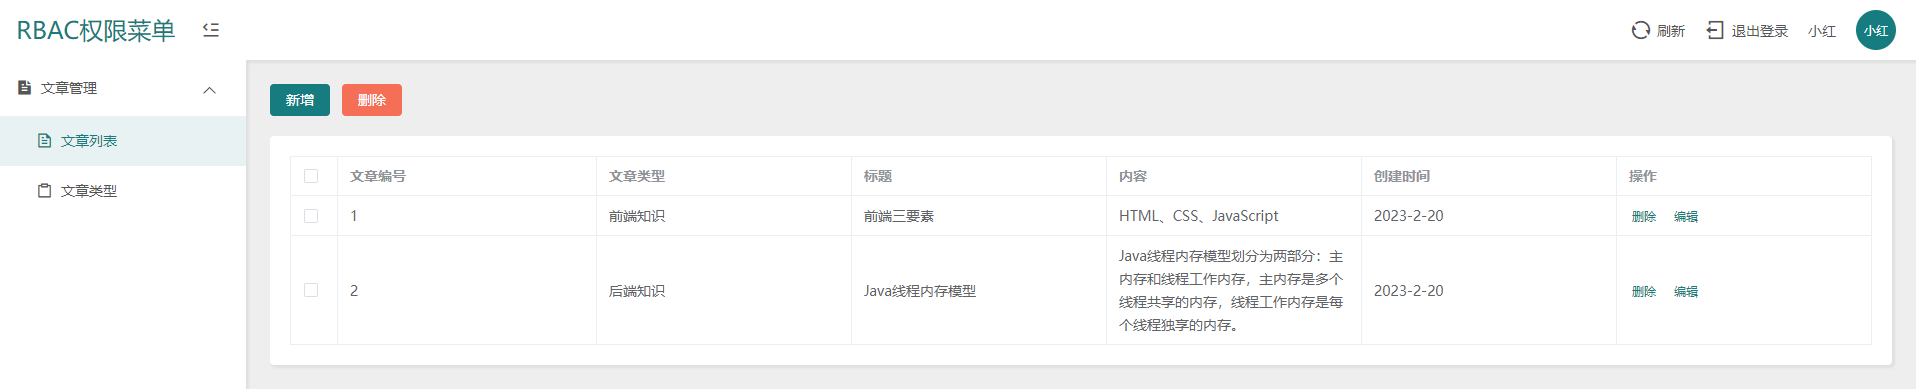 RBAC权限菜单
刷新 退出登录 小红 小红
文章管理
文章列表
文章类型
新增 删除
文章编号 文章类型 标题 内容 创建时间 操作
1 前端知识 前端三要素 HTML、CSS、JavaScript 2023-2-20 删除 编辑
2 后端知识 Java线程内存模型 Java线程内存模型划分为两部分：主
内存和线程工作内存，主内存是多个
线程共享的内存，线程工作内存是每
个线程独享的内存。
2023-2-20 删除 编辑